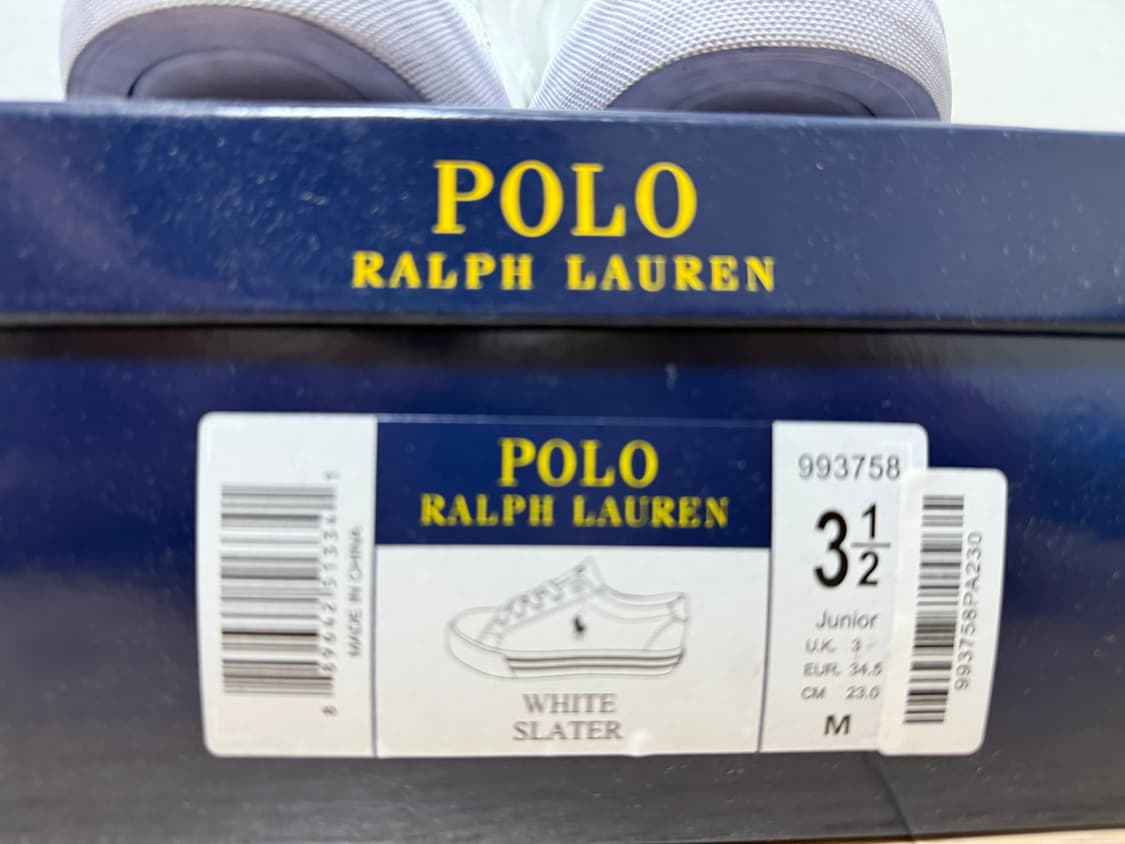 POLO
RALPH LAUREN
MADE IN CHINA
POLO
RALPH LAUREN
WHITE
SLATER
993758
3 1/2
Junior
U.K. 3
EUR. 34.5
CM 23.0
M
993758PA230